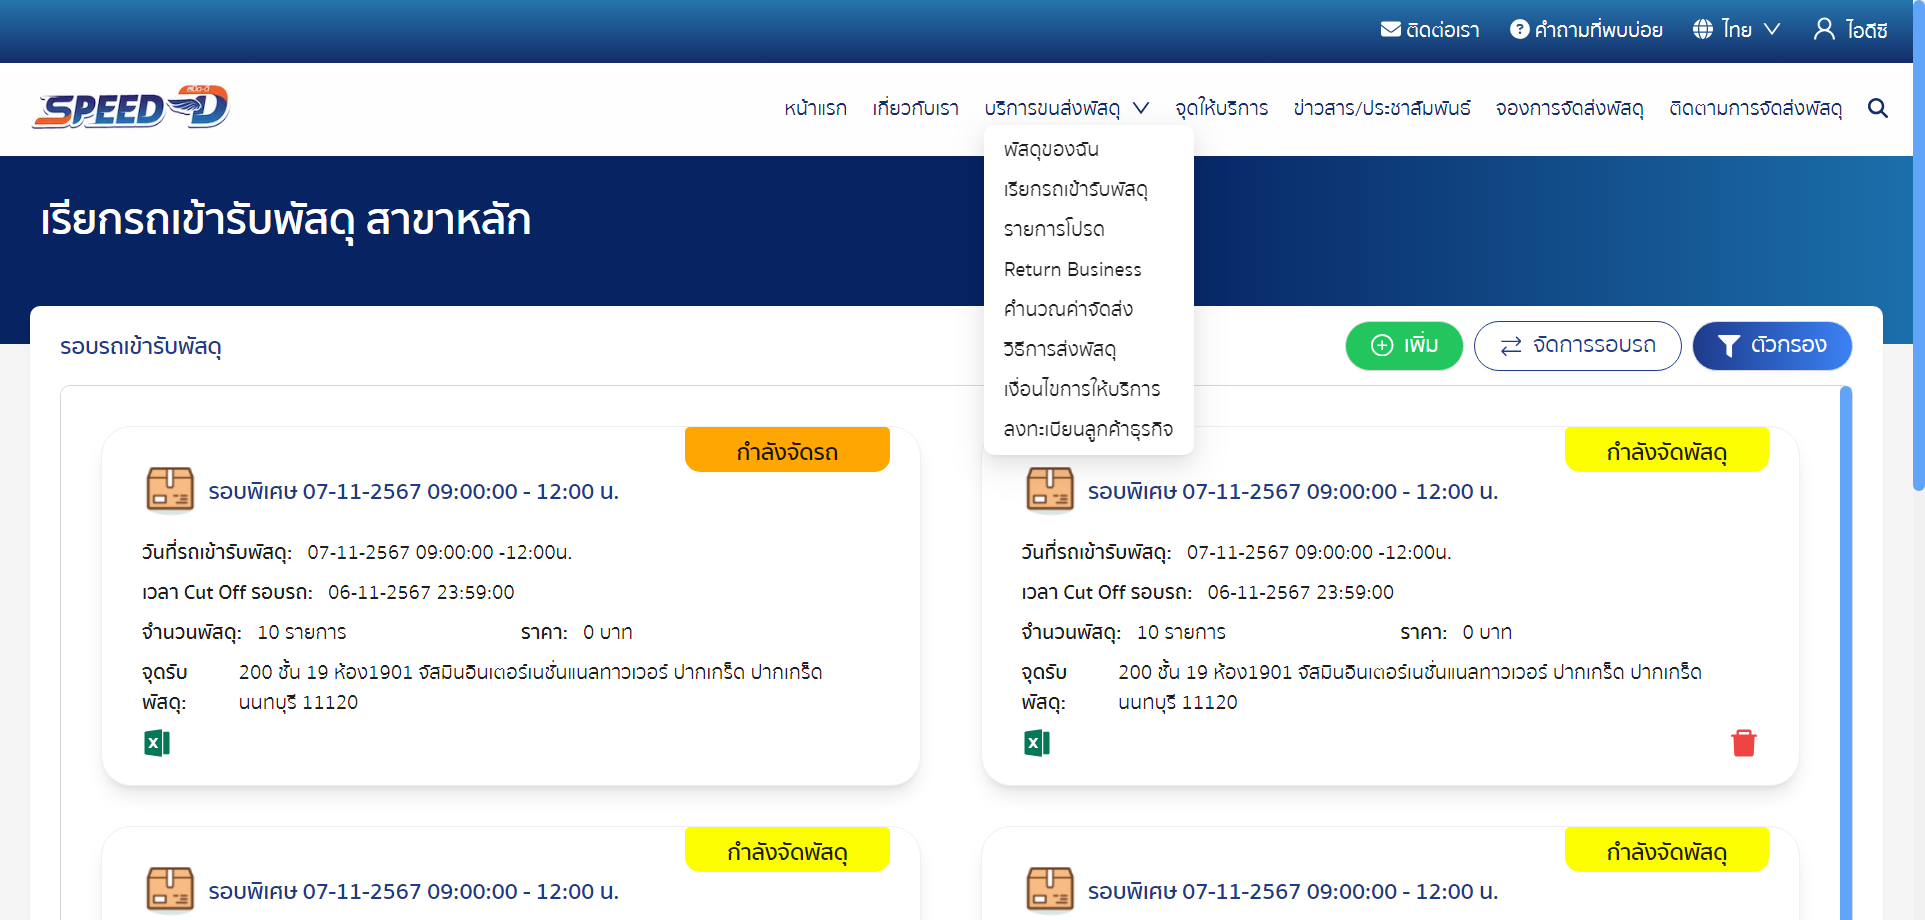 ติดต่อเรา คำถามที่พบบ่อย ไทย ไอดีซี
SPEED-D สปีด-ดี
หน้าแรก เกี่ยวกับเรา บริการขนส่งพัสดุ จุดให้บริการ ข่าวสาร/ประชาสัมพันธ์ จองการจัดส่งพัสดุ ติดตามการจัดส่งพัสดุ
พัสดุของฉัน
เรียกรถเข้ารับพัสดุ
รายการโปรด
Return Business
คำนวณค่าจัดส่ง
วิธีการส่งพัสดุ
เงื่อนไขการให้บริการ
ลงทะเบียนลูกค้าธุรกิจ
เรียกรถเข้ารับพัสดุ สาขาหลัก
รอบรถเข้ารับพัสดุ เพิ่ม จัดการรอบรถ ตัวกรอง
กำลังจัดรถ
รอบพิเศษ 07-11-2567 09:00:00 - 12:00 น.
วันที่รถเข้ารับพัสดุ: 07-11-2567 09:00:00 -12:00น.
เวลา Cut Off รอบรถ: 06-11-2567 23:59:00
จำนวนพัสดุ: 10 รายการ ราคา: 0 บาท
จุดรับ 200 ชั้น 19 ห้อง1901 จัสมินอินเตอร์เนชั่นแนลทาวเวอร์ ปากเกร็ด ปากเกร็ด
พัสดุ: นนทบุรี 11120
กำลังจัดพัสดุ
รอบพิเศษ 07-11-2567 09:00:00 - 12:00 น.
วันที่รถเข้ารับพัสดุ: 07-11-2567 09:00:00 -12:00น.
เวลา Cut Off รอบรถ: 06-11-2567 23:59:00
จำนวนพัสดุ: 10 รายการ ราคา: 0 บาท
จุดรับ 200 ชั้น 19 ห้อง1901 จัสมินอินเตอร์เนชั่นแนลทาวเวอร์ ปากเกร็ด ปากเกร็ด
พัสดุ: นนทบุรี 11120
กำลังจัดพัสดุ
รอบพิเศษ 07-11-2567 09:00:00 - 12:00 น.
กำลังจัดพัสดุ
รอบพิเศษ 07-11-2567 09:00:00 - 12:00 น.